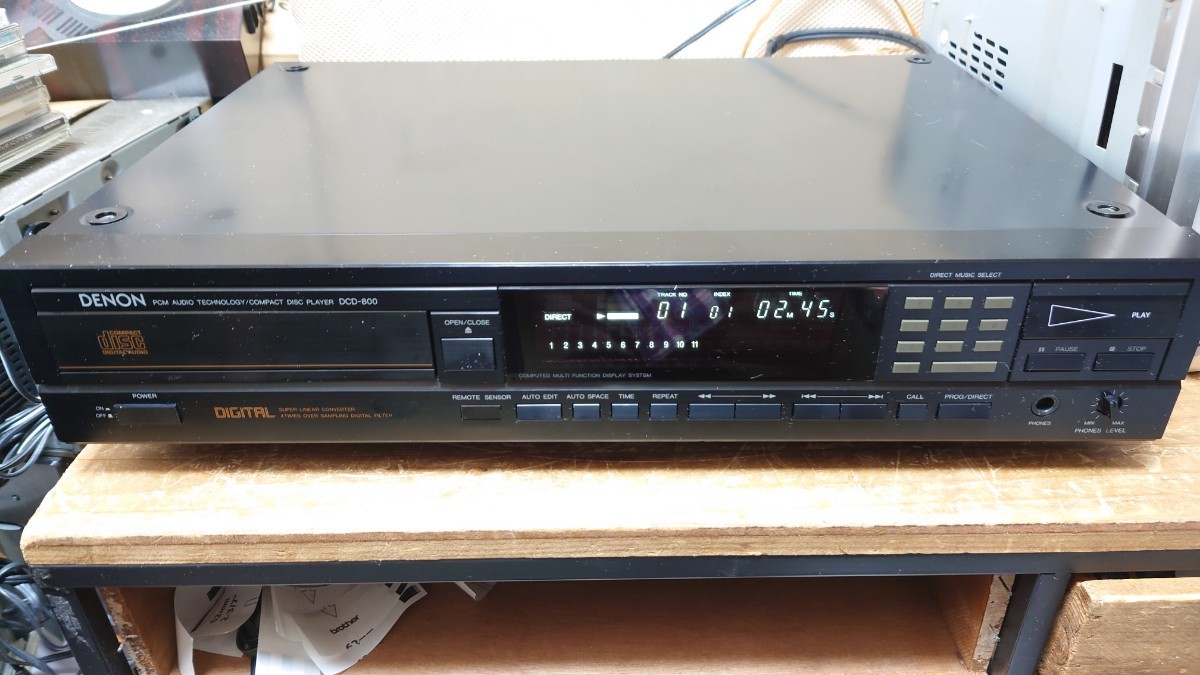 DIRECT MUSIC SELECT
DENON PCM AUDIO TECHNOLOGY/COMPACT DISC PLAYER DCD-800
COMPACT
disc
DIGITAL AUDIO
OPEN/CLOSE
TRACK NO INDEX TIME
DIRECT 01 01 02M 45S
1 2 3 4 5 6 7 8 9 10 11
COMPUTED MULTI FUNCTION DISPLAY SYSTEM
PLAY
PAUSE STOP
POWER
ON
OFF
DIGITAL SUPER LINEAR CONVERTER
4TIMES OVER SAMPLING DIGITAL FILTER
REMOTE SENSOR AUTO EDIT AUTO SPACE TIME REPEAT CALL PROG/DIRECT
PHONES
MIN MAX
PHONES LEVEL
brother